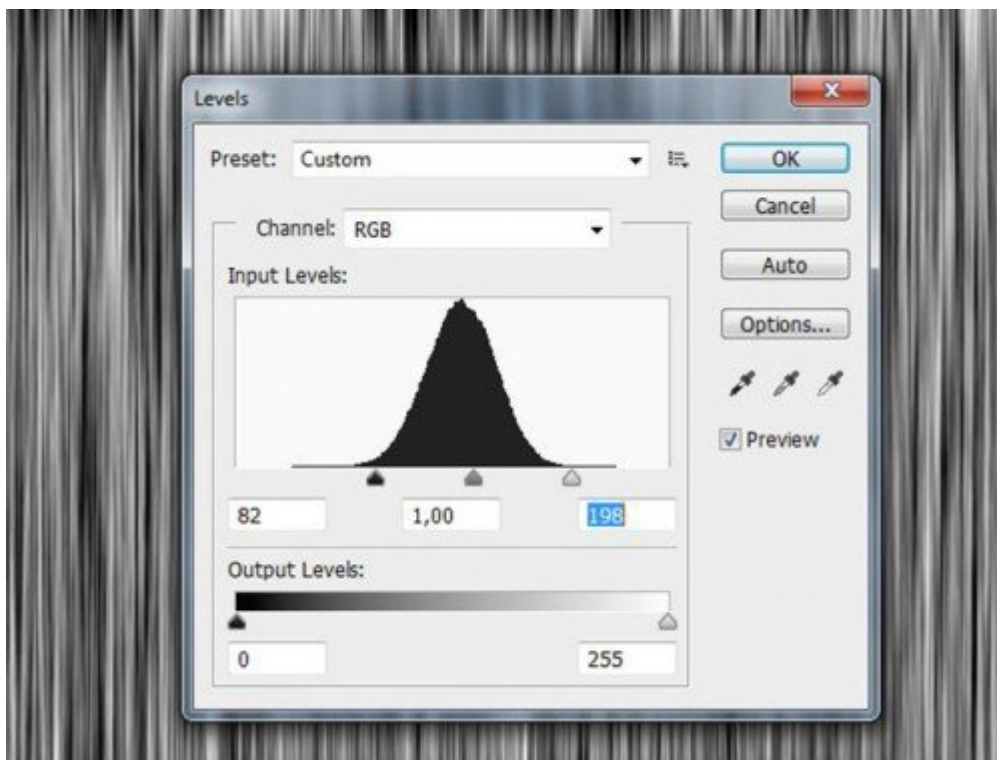 Levels
Preset: Custom
OK
Cancel
Channel: RGB
Auto
Input Levels:
Options...
Preview
82 1,00 198
Output Levels:
0 255